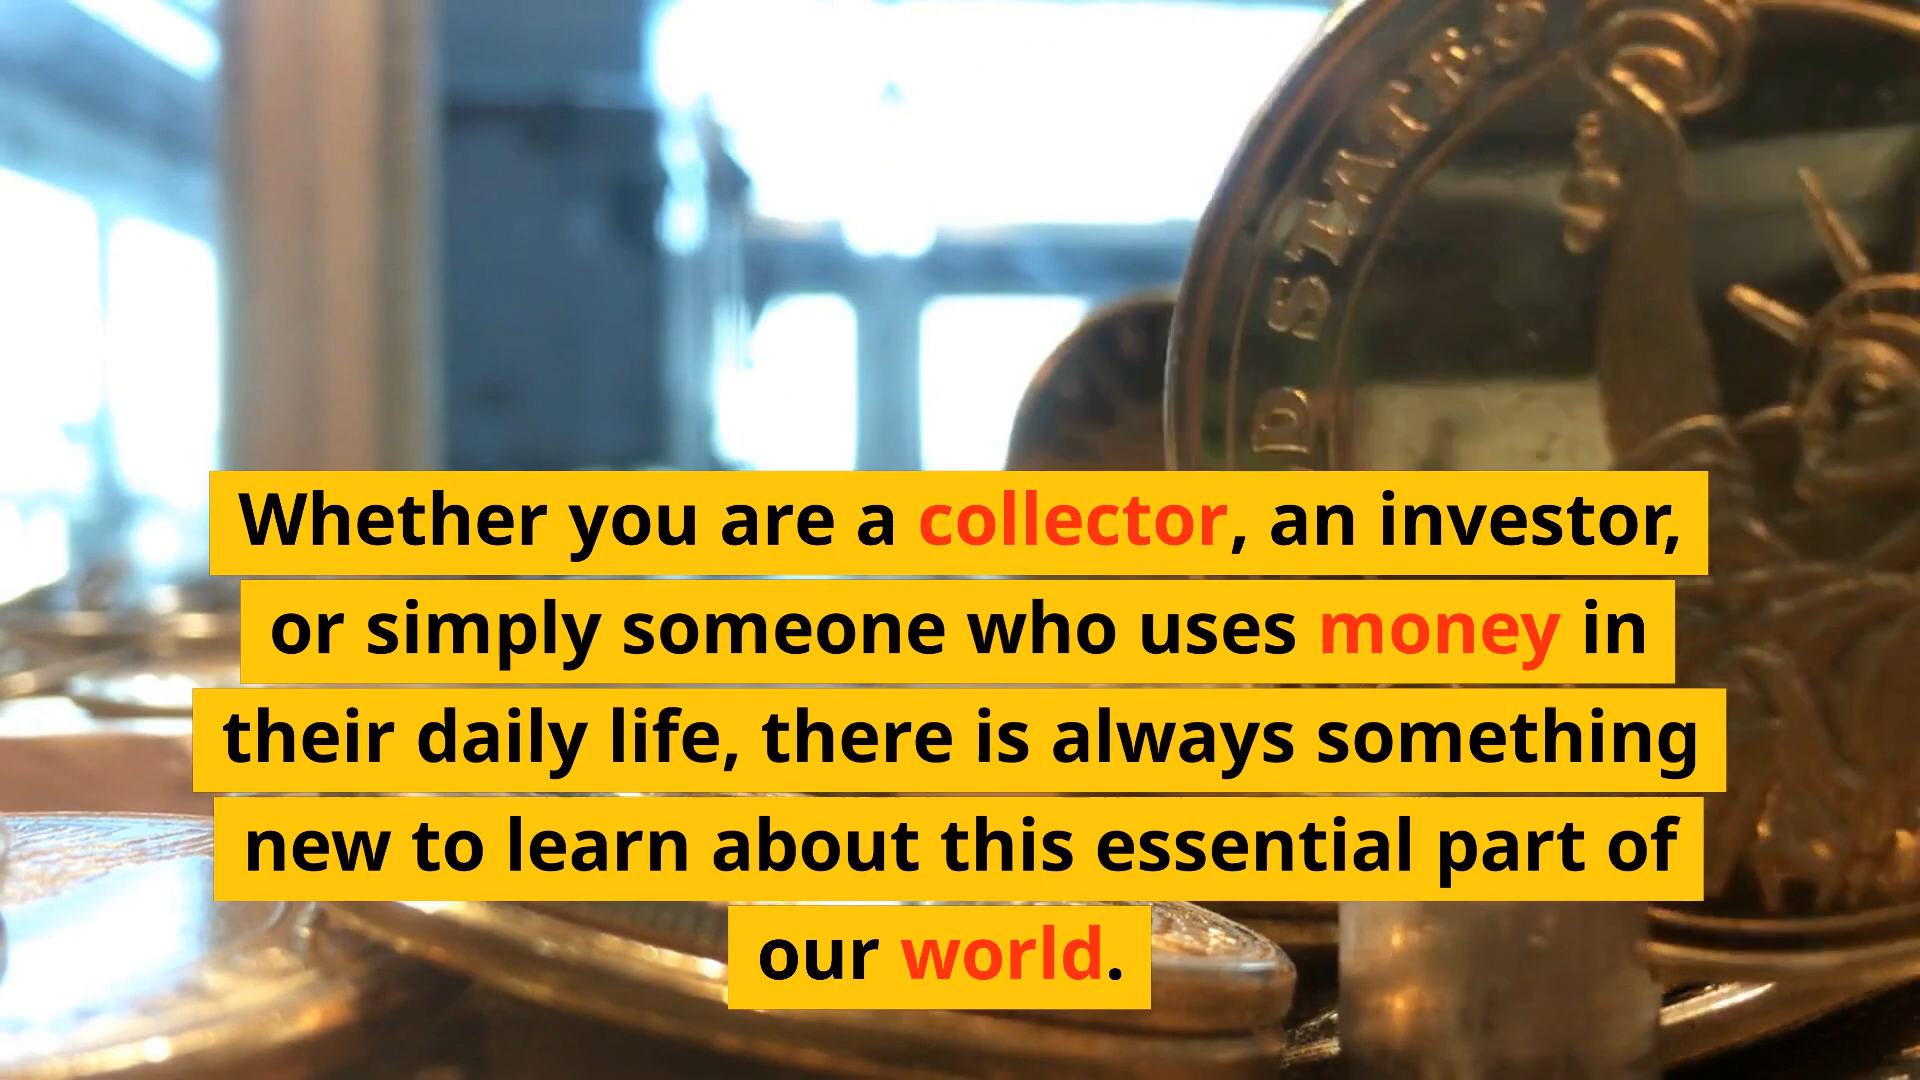 STATES
D
Whether you are a collector, an investor,
or simply someone who uses money in
their daily life, there is always something
new to learn about this essential part of
our world.